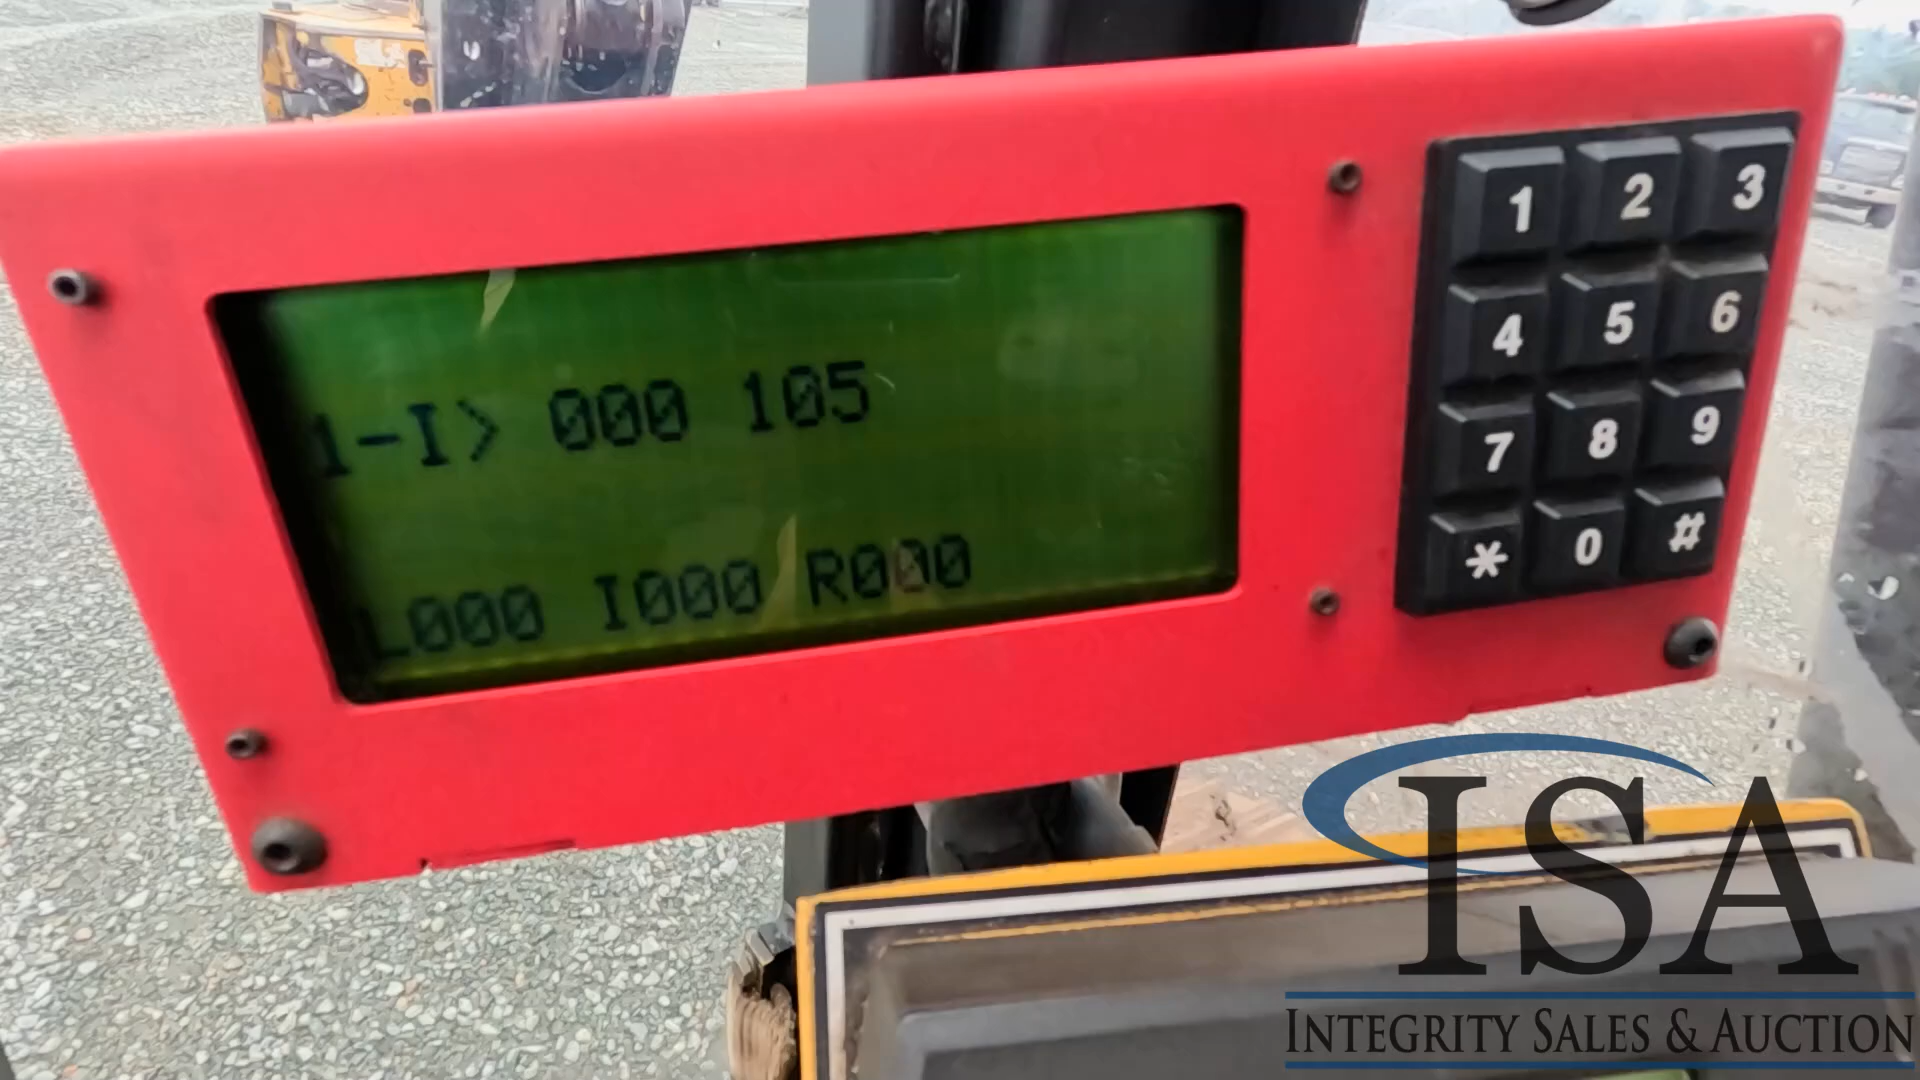 1-I> 000 105
L000 I000 R000
1 2 3
4 5 6
7 8 9
* 0 #
ISA
INTEGRITY SALES & AUCTION